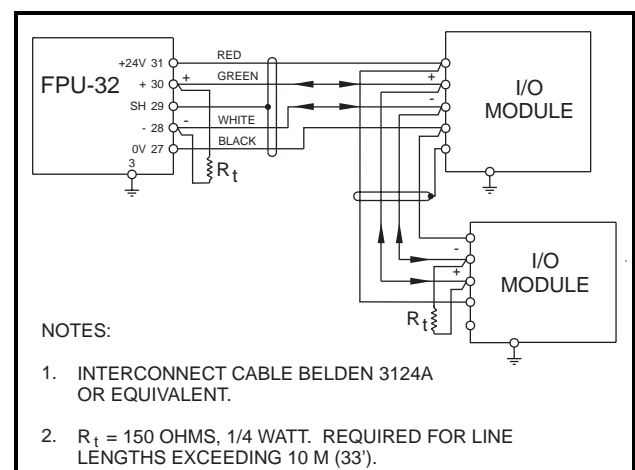 +24V 31
RED
FPU-32
+ 30
+
GREEN
SH 29
- 28
-
WHITE
0V 27
BLACK
3
Rt
+
-
I/O
MODULE
-
+
I/O
MODULE
Rt
NOTES:
1. INTERCONNECT CABLE BELDEN 3124A
OR EQUIVALENT.
2. Rt = 150 OHMS, 1/4 WATT. REQUIRED FOR LINE
LENGTHS EXCEEDING 10 M (33').